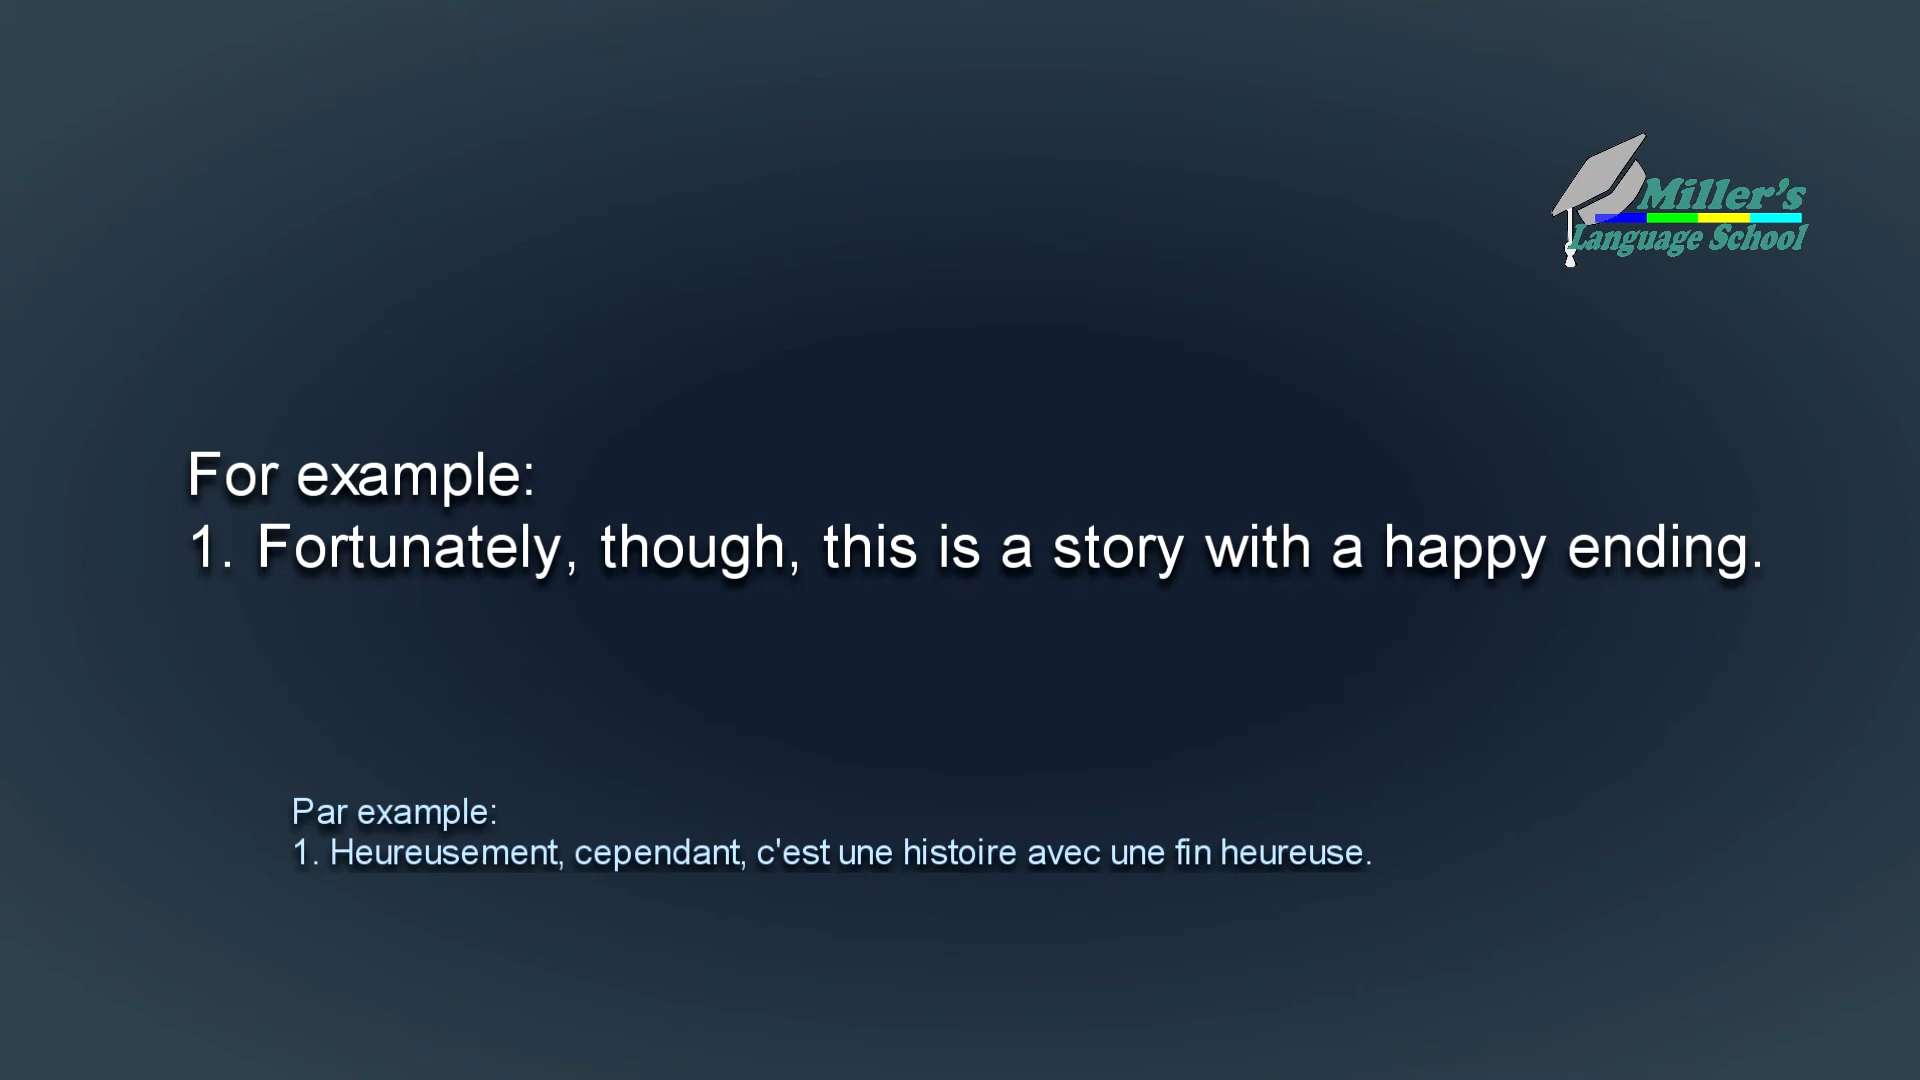 Miller's
Language School
For example:
1. Fortunately, though, this is a story with a happy ending.
Par example:
1. Heureusement, cependant, c'est une histoire avec une fin heureuse.